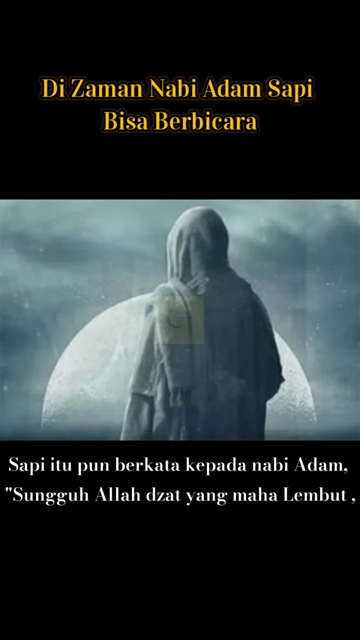 Di Zaman Nabi Adam Sapi
Bisa Berbicara
Sapi itu pun berkata kepada nabi Adam,
"Sungguh Allah dzat yang maha Lembut ,